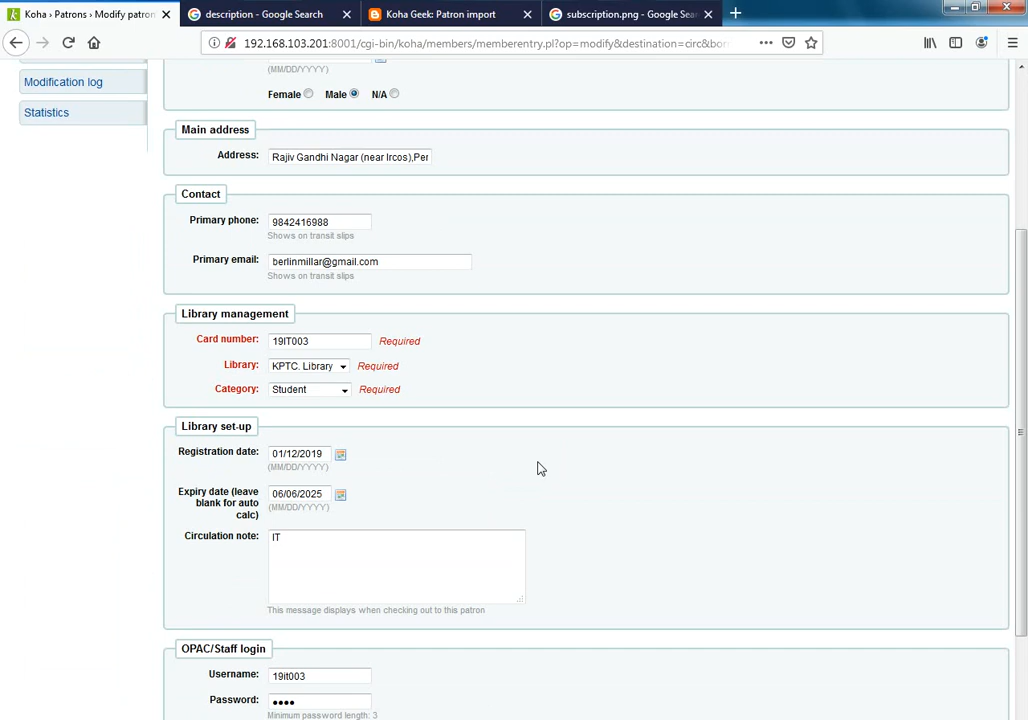 Koha › Patrons › Modify patron
description - Google Search
Koha Geek: Patron import
subscription.png - Google Sea
192.168.103.201:8001/cgi-bin/koha/members/memberentry.pl?op=modify&destination=circ&bor
Modification log
Statistics
(MM/DD/YYYY)
Female Male N/A
Main address
Address: Rajiv Gandhi Nagar (near Ircos),Per
Contact
Primary phone: 9842416988
Shows on transit slips
Primary email: berlinmillar@gmail.com
Shows on transit slips
Library management
Card number: 19IT003 Required
Library: KPTC. Library Required
Category: Student Required
Library set-up
Registration date: 01/12/2019
(MM/DD/YYYY)
Expiry date (leave 06/06/2025
blank for auto (MM/DD/YYYY)
calc)
Circulation note: IT
This message displays when checking out to this patron
OPAC/Staff login
Username: 19it003
Password: ••••
Minimum password length: 3